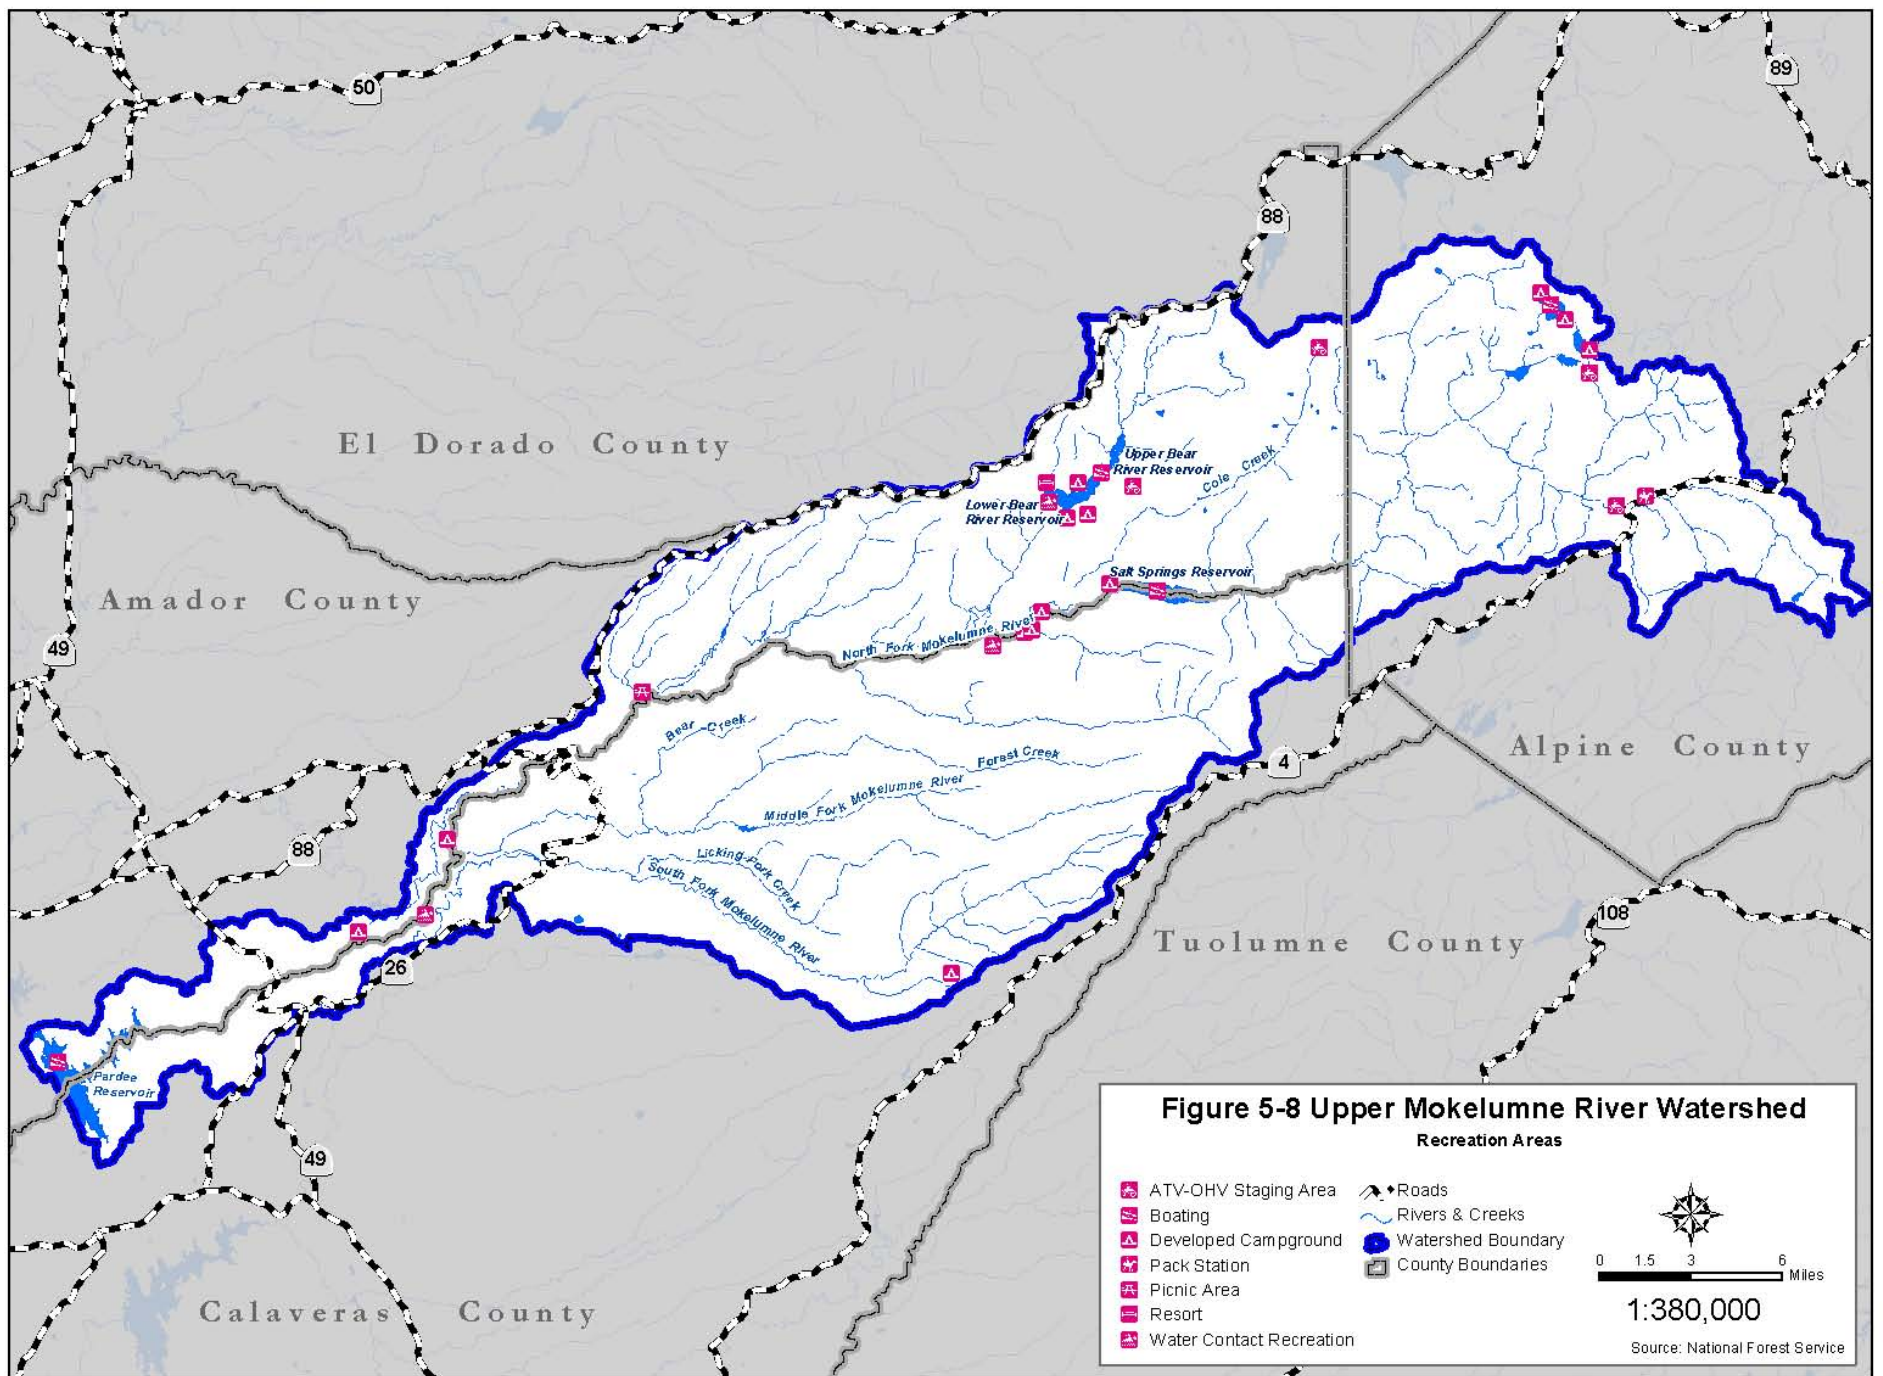 50
89
88
El Dorado County
Upper Bear
River Reservoir
Cole Creek
Lower Bear
River Reservoir
Salt Springs Reservoir
Amador County
49
North Fork Mokelumne River
Bear Creek
Forest Creek
Alpine County
4
Middle Fork Mokelumne River
88
Licking Fork Creek
South Fork Mokelumne River
108
Tuolumne County
26
Pardee
Reservoir
49
Calaveras County
Figure 5-8 Upper Mokelumne River Watershed
Recreation Areas
ATV-OHV Staging Area
Boating
Developed Campground
Pack Station
Picnic Area
Resort
Water Contact Recreation
Roads
Rivers & Creeks
Watershed Boundary
County Boundaries
0 1.5 3 6
Miles
1:380,000
Source: National Forest Service